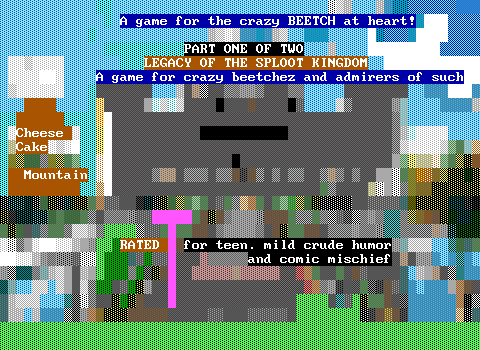 A game for the crazy BEETCH at heart!
PART ONE OF TWO
LEGACY OF THE SPLOOT KINGDOM
A game for crazy beetchez and admirers of such
Cheese
Cake
Mountain
RATED T for teen. mild crude humor
and comic mischief